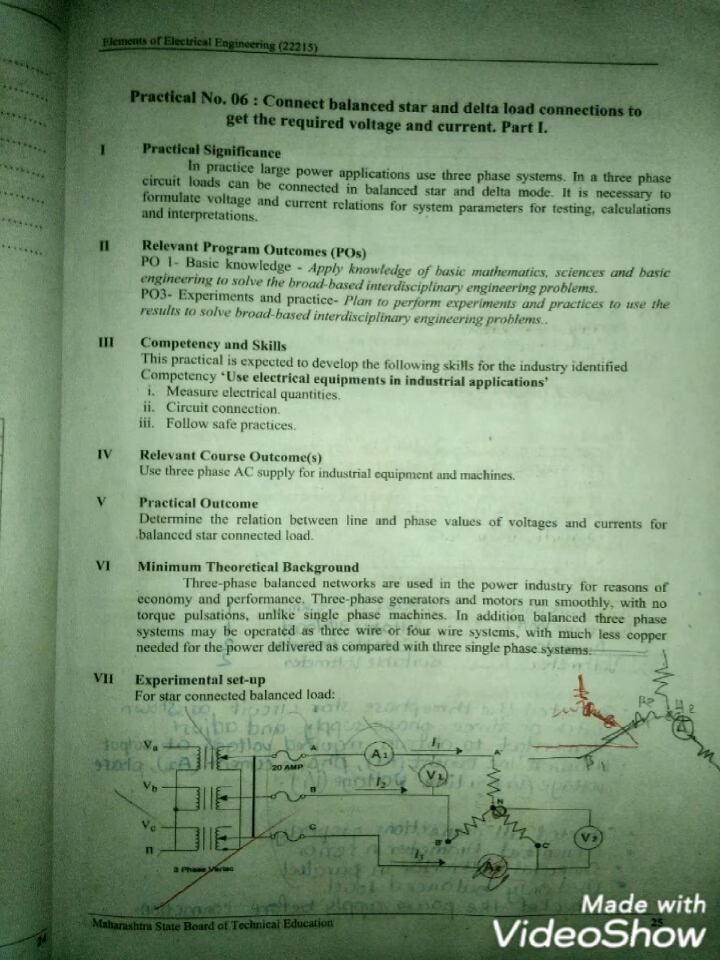 Elements of Electrical Engineering (22215)
Practical No. 06 : Connect balanced star and delta load connections to
get the required voltage and current. Part I.
I Practical Significance
In practice large power applications use three phase systems. In a three phase
circuit loads can be connected in balanced star and delta mode. It is necessary to
formulate voltage and current relations for system parameters for testing, calculations
and interpretations.
II Relevant Program Outcomes (POs)
PO 1- Basic knowledge - Apply knowledge of basic mathematics, sciences and basic
engineering to solve the broad-based interdisciplinary engineering problems.
PO3- Experiments and practice- Plan to perform experiments and practices to use the
results to solve broad-based interdisciplinary engineering problems..
III Competency and Skills
This practical is expected to develop the following skills for the industry identified
Competency ‘Use electrical equipments in industrial applications’
i. Measure electrical quantities.
ii. Circuit connection.
iii. Follow safe practices.
IV Relevant Course Outcome(s)
Use three phase AC supply for industrial equipment and machines.
V Practical Outcome
Determine the relation between line and phase values of voltages and currents for
balanced star connected load.
VI Minimum Theoretical Background
Three-phase balanced networks are used in the power industry for reasons of
economy and performance. Three-phase generators and motors run smoothly, with no
torque pulsations, unlike single phase machines. In addition balanced three phase
systems may be operated as three wire or four wire systems, with much less copper
needed for the power delivered as compared with three single phase systems.
VII Experimental set-up
For star connected balanced load:
Va A A1 I1 A'
20 AMP V1
Vb B I2
N
B' C' V2
Vc C
n I3 A2
3 Phase Variac
Maharashtra State Board of Technical Education 25
Made with
VideoShow